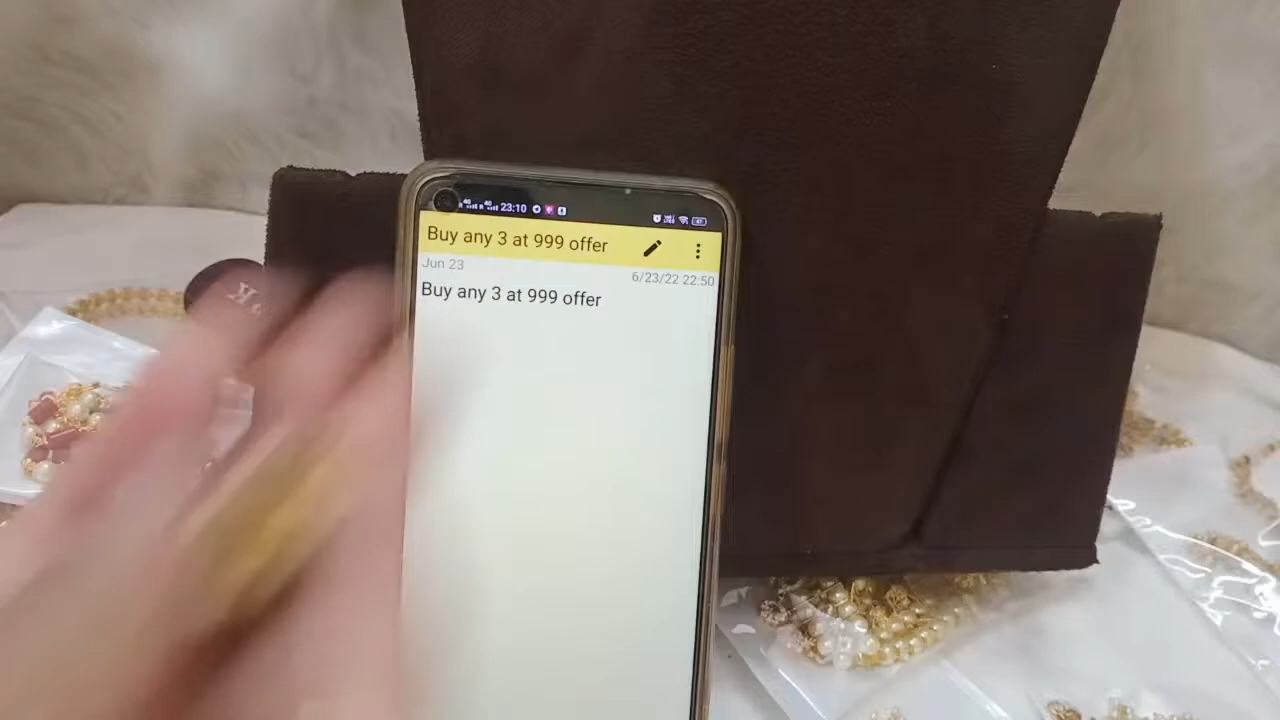 23:10
Buy any 3 at 999 offer
Jun 23
6/23/22 22:50
Buy any 3 at 999 offer